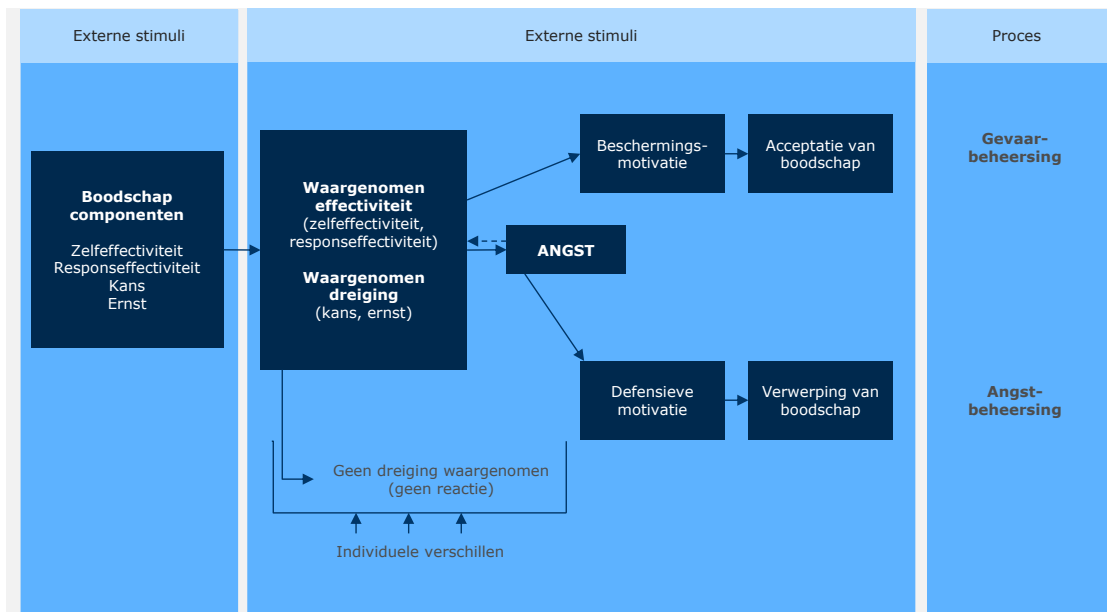 Externe stimuli
Externe stimuli
Proces
Boodschap
componenten
Zelfeffectiviteit
Responseffectiviteit
Kans
Ernst
Waargenomen
effectiviteit
(zelfeffectiviteit,
responseffectiviteit)
Waargenomen
dreiging
(kans, ernst)
Beschermings-
motivatie
Acceptatie van
boodschap
Gevaar-
beheersing
ANGST
Defensieve
motivatie
Verwerping van
boodschap
Angst-
beheersing
Geen dreiging waargenomen
(geen reactie)
Individuele verschillen